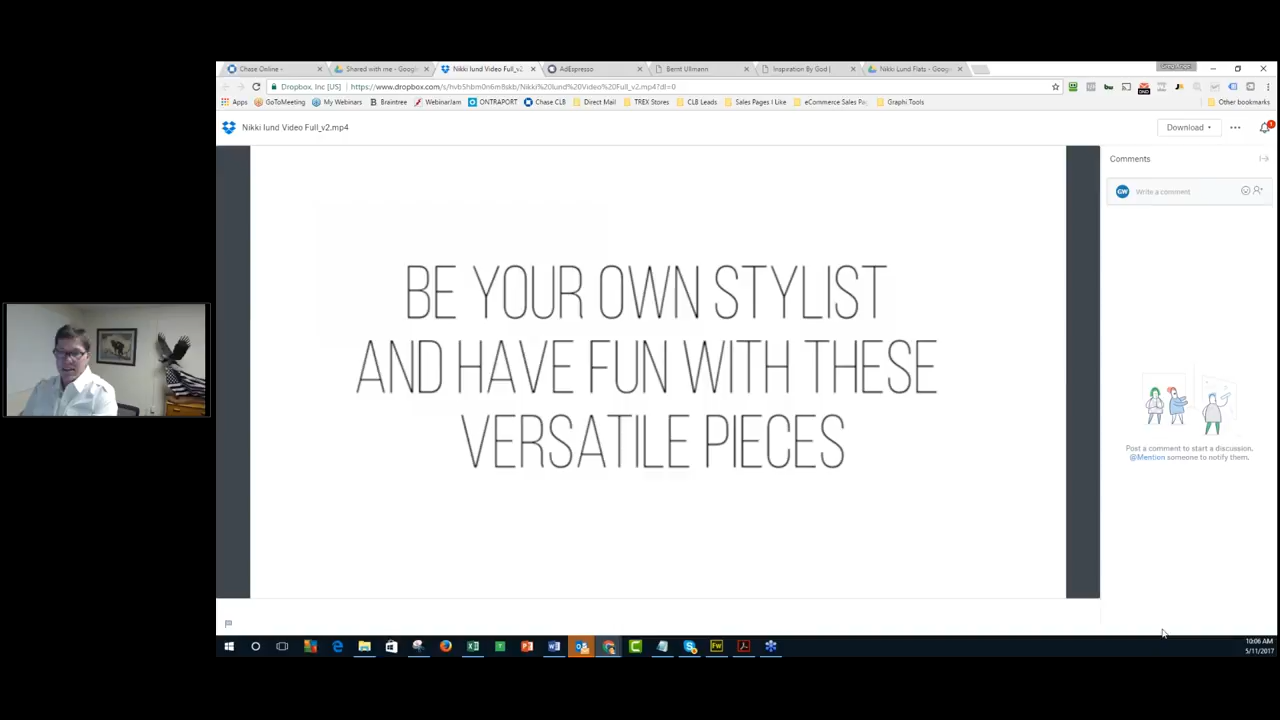 Chase Online -
Shared with me - Googl
Nikki lund Video Full_v2
AdEspresso
Bernt Ullmann
Inspiration By God |
Nikki Lund Flats - Goog
Dropbox, Inc [US]
Apps
GoToMeeting
My Webinars
Braintree
Webinarlam
ONTRAPORT
Chase CLB
Direct Mail
TREX Stores
CLB Leads
Sales Pages I Like
eCommerce Sales Pag
Graphi Tools
Other bookmarks
Nikki lund Video Full_v2.mp4
Download
Comments
GW
Write a comment
BE YOUR OWN STYLIST
AND HAVE FUN WITH THESE
VERSATILE PIECES
Post a comment to start a discussion.
@Mention someone to notify them.
10:06 AM
5/11/2017